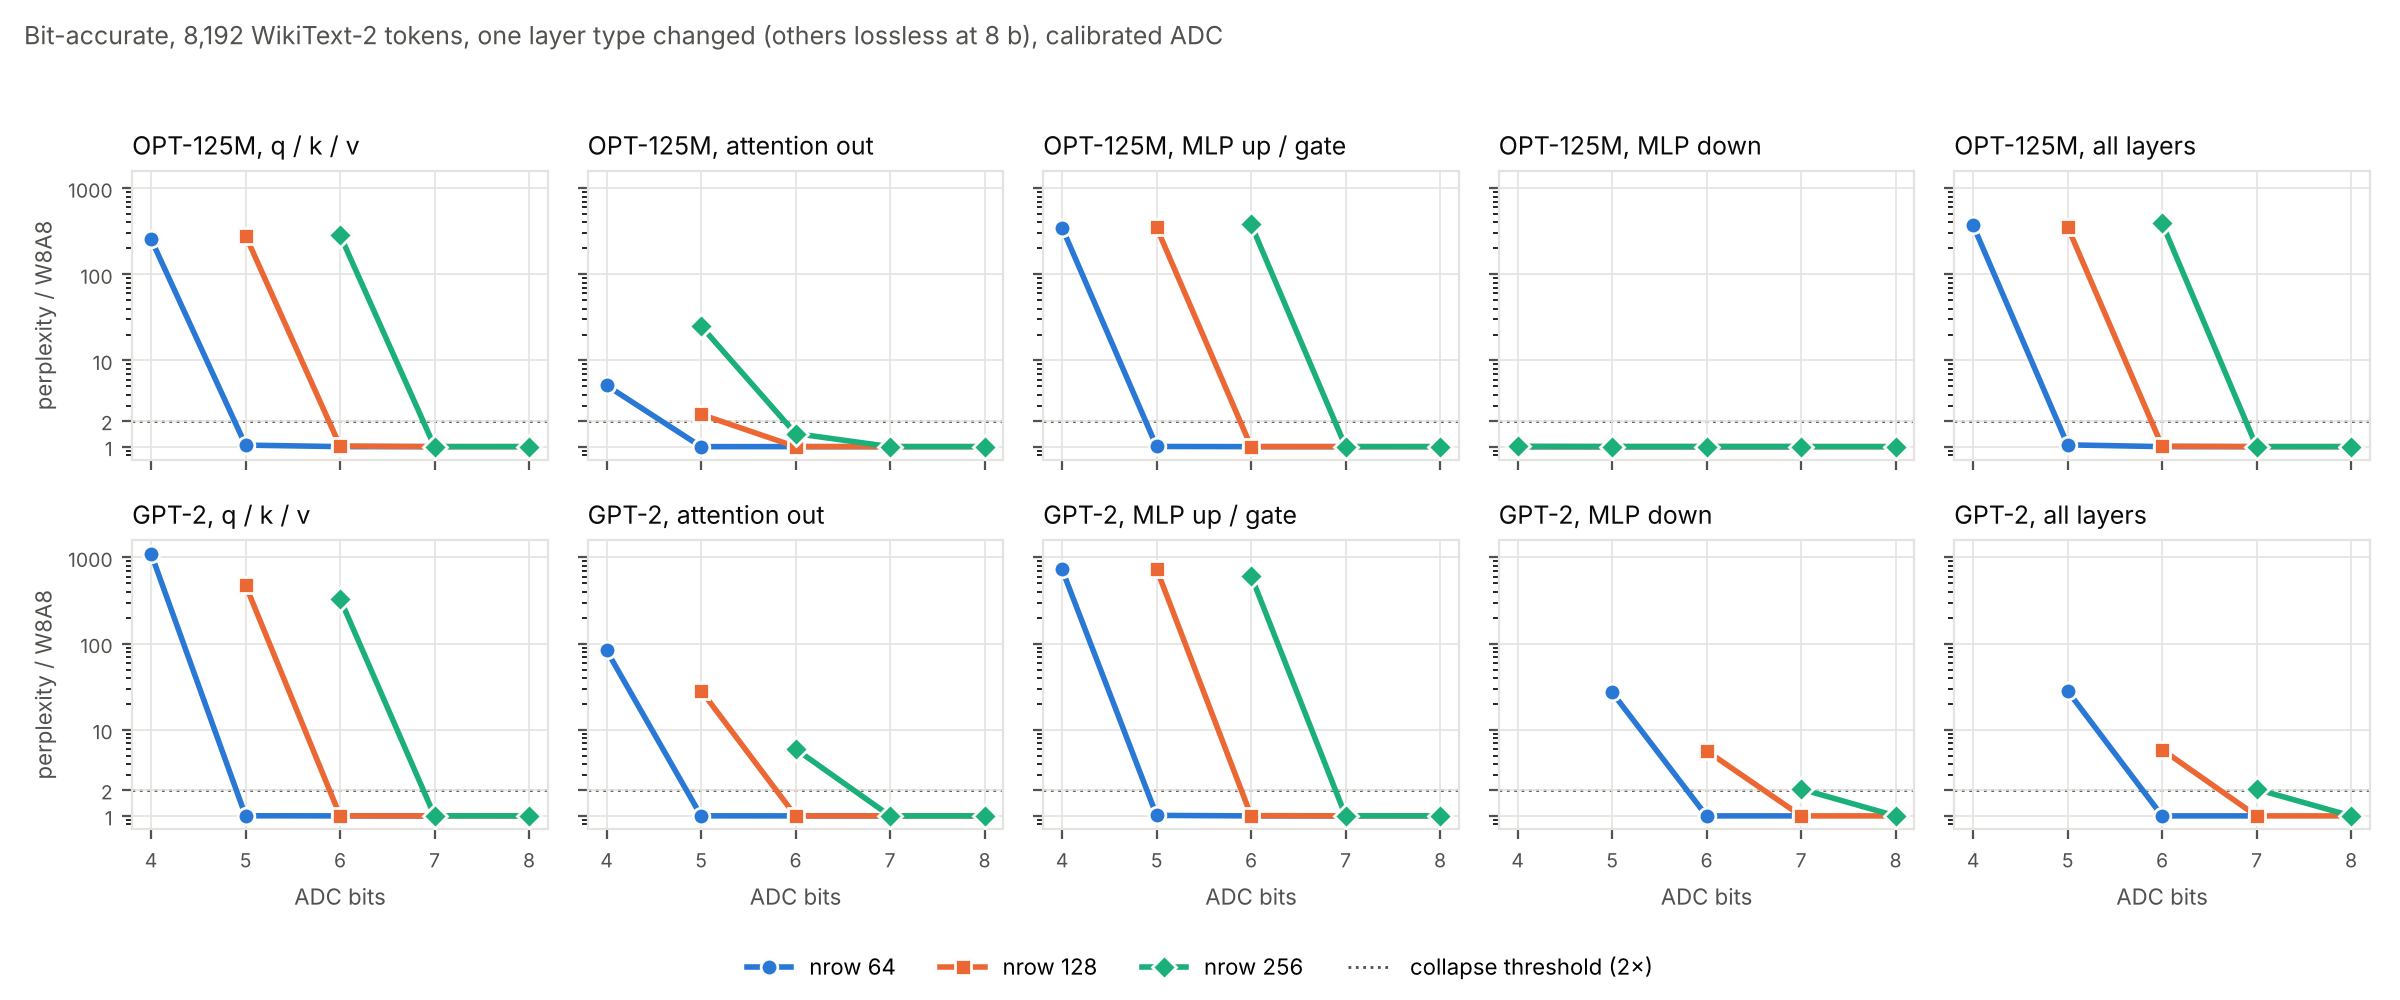 Bit-accurate, 8,192 WikiText-2 tokens, one layer type changed (others lossless at 8 b), calibrated ADC
OPT-125M, q / k / v
OPT-125M, attention out
OPT-125M, MLP up / gate
OPT-125M, MLP down
OPT-125M, all layers
perplexity / W8A8
1000
100
10
2
1
GPT-2, q / k / v
GPT-2, attention out
GPT-2, MLP up / gate
GPT-2, MLP down
GPT-2, all layers
perplexity / W8A8
1000
100
10
2
1
4 5 6 7 8
4 5 6 7 8
4 5 6 7 8
4 5 6 7 8
4 5 6 7 8
ADC bits
ADC bits
ADC bits
ADC bits
ADC bits
nrow 64
nrow 128
nrow 256
collapse threshold (2×)